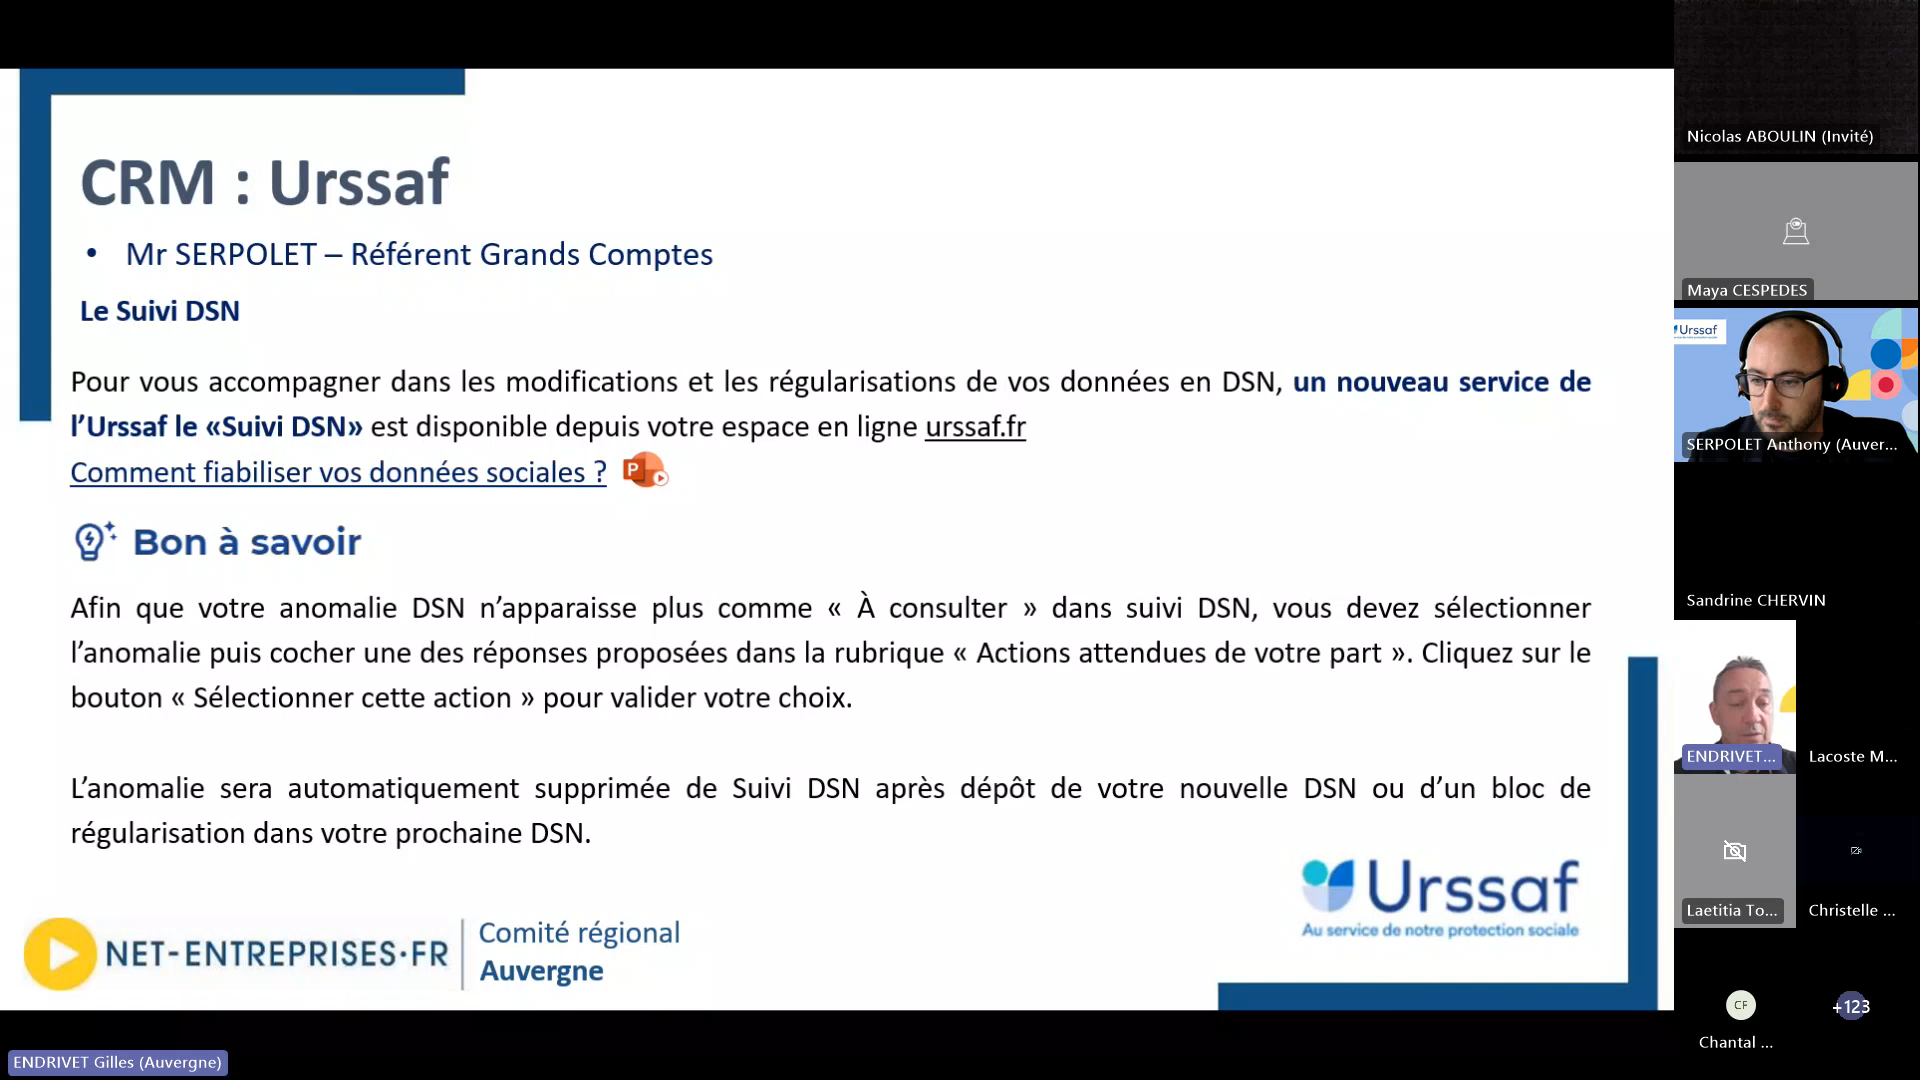 CRM : Urssaf
• Mr SERPOLET – Référent Grands Comptes
Le Suivi DSN
Pour vous accompagner dans les modifications et les régularisations de vos données en DSN, un nouveau service de
l’Urssaf le «Suivi DSN» est disponible depuis votre espace en ligne urssaf.fr
Comment fiabiliser vos données sociales ?
P
Bon à savoir
Afin que votre anomalie DSN n’apparaisse plus comme « À consulter » dans suivi DSN, vous devez sélectionner
l’anomalie puis cocher une des réponses proposées dans la rubrique « Actions attendues de votre part ». Cliquez sur le
bouton « Sélectionner cette action » pour valider votre choix.
L’anomalie sera automatiquement supprimée de Suivi DSN après dépôt de votre nouvelle DSN ou d’un bloc de
régularisation dans votre prochaine DSN.
Urssaf
Au service de notre protection sociale
NET-ENTREPRISES·FR
Comité régional
Auvergne
ENDRIVET Gilles (Auvergne)
Nicolas ABOULIN (Invité)
Maya CESPEDES
Urssaf
SERPOLET Anthony (Auver...
Sandrine CHERVIN
ENDRIVET...
Lacoste M...
Laetitia To...
Christelle ...
CF
+123
Chantal ...